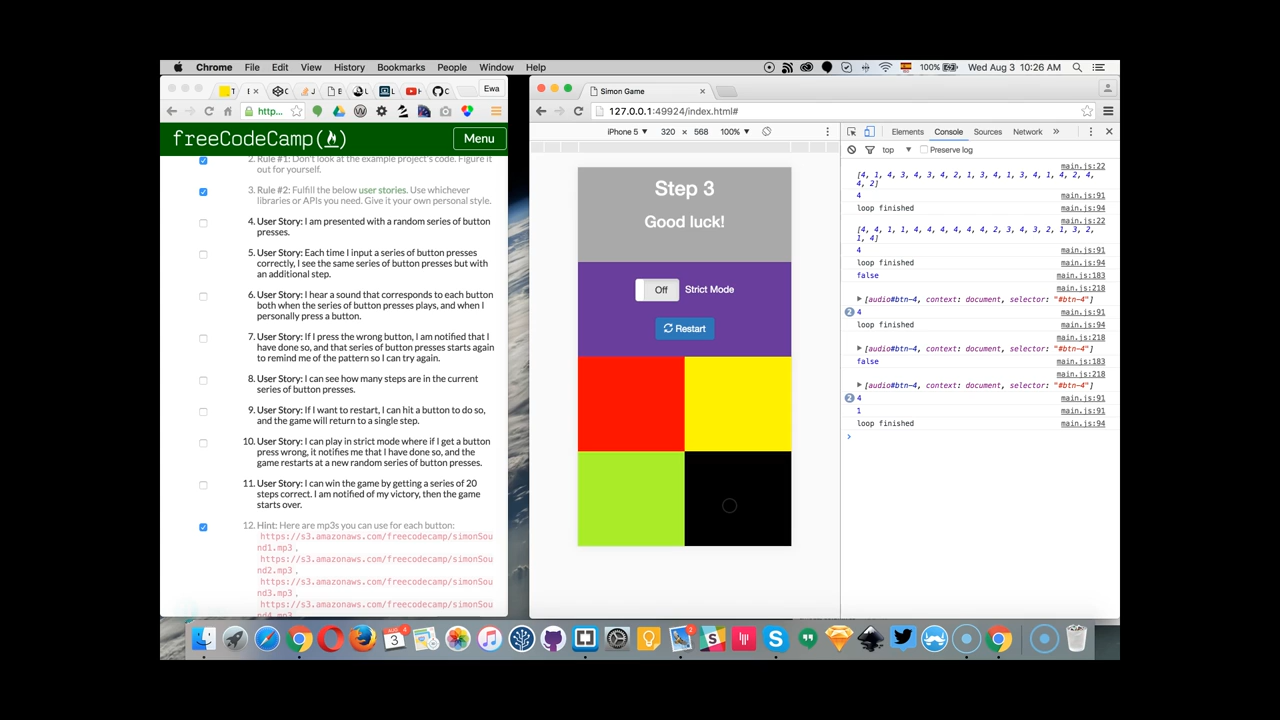 Chrome File Edit View History Bookmarks People Window Help
100% Wed Aug 3 10:26 AM
Ewa
http...
freeCodeCamp
Menu
2. Rule #1: Don't look at the example project's code. Figure it
out for yourself.
3. Rule #2: Fulfill the below user stories. Use whichever
libraries or APIs you need. Give it your own personal style.
4. User Story: I am presented with a random series of button
presses.
5. User Story: Each time I input a series of button presses
correctly, I see the same series of button presses but with
an additional step.
6. User Story: I hear a sound that corresponds to each button
both when the series of button presses plays, and when I
personally press a button.
7. User Story: If I press the wrong button, I am notified that I
have done so, and that series of button presses starts again
to remind me of the pattern so I can try again.
8. User Story: I can see how many steps are in the current
series of button presses.
9. User Story: If I want to restart, I can hit a button to do so,
and the game will return to a single step.
10. User Story: I can play in strict mode where if I get a button
press wrong, it notifies me that I have done so, and the
game restarts at a new random series of button presses.
11. User Story: I can win the game by getting a series of 20
steps correct. I am notified of my victory, then the game
starts over.
12. Hint: Here are mp3s you can use for each button:
https://s3.amazonaws.com/freecodecamp/simonSou
nd1.mp3 ,
https://s3.amazonaws.com/freecodecamp/simonSou
nd2.mp3 ,
https://s3.amazonaws.com/freecodecamp/simonSou
nd3.mp3 ,
https://s3.amazonaws.com/freecodecamp/simonSou
nd4.mp3
Simon Game
127.0.0.1:49924/index.html#
iPhone 5 320 × 568 100%
Step 3
Good luck!
Off Strict Mode
Restart
Elements Console Sources Network »
top Preserve log
main.js:22
[4, 1, 4, 3, 4, 3, 4, 2, 1, 3, 4, 1, 3, 4, 1, 4, 2, 4,
4, 2]
4 main.js:91
loop finished main.js:94
main.js:22
[4, 4, 1, 1, 4, 4, 4, 4, 4, 4, 2, 3, 4, 3, 2, 1, 3, 2,
1, 4]
4 main.js:91
loop finished main.js:94
false main.js:183
main.js:218
[audio#btn-4, context: document, selector: "#btn-4"]
2 4 main.js:91
loop finished main.js:94
main.js:218
[audio#btn-4, context: document, selector: "#btn-4"]
false main.js:183
main.js:218
[audio#btn-4, context: document, selector: "#btn-4"]
2 4 main.js:91
1 main.js:91
loop finished main.js:94